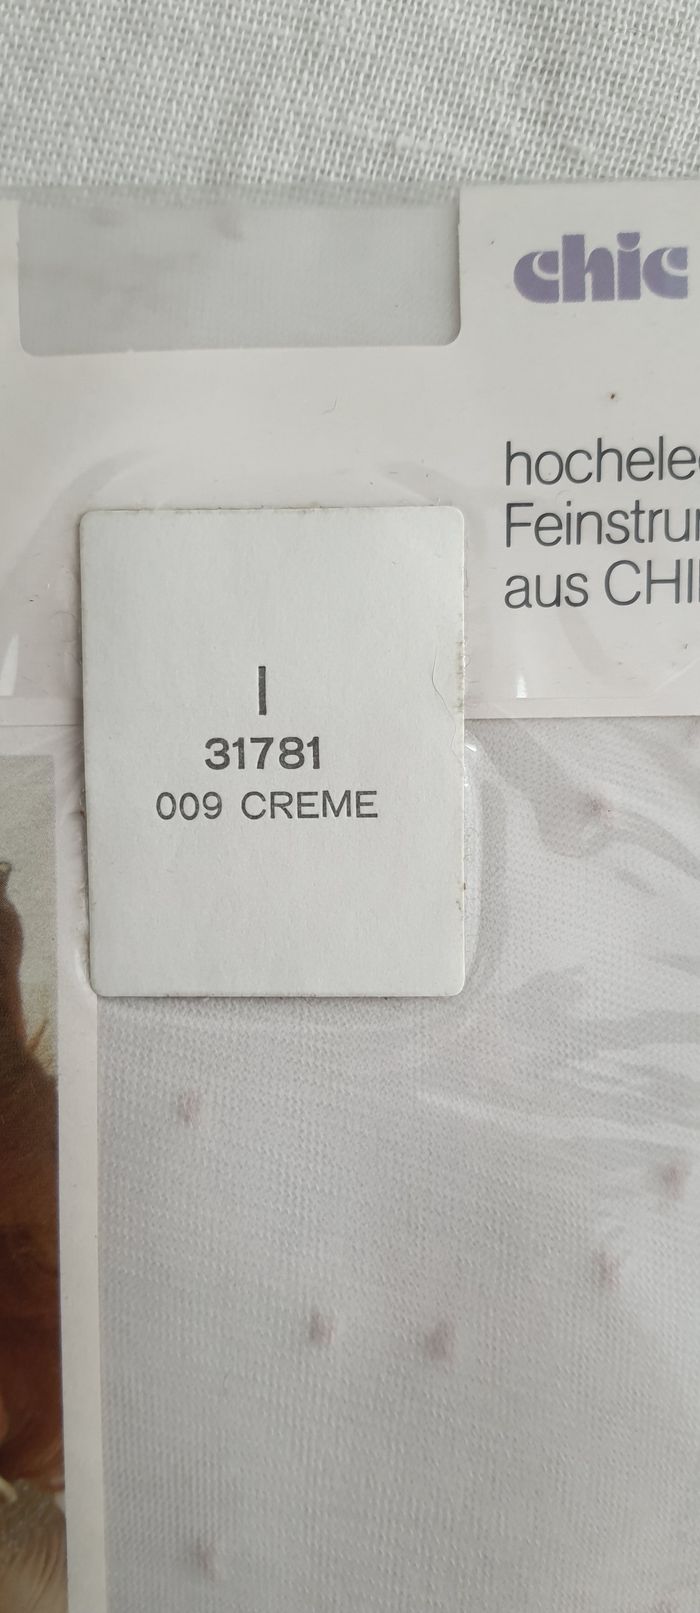 chic
hochele
Feinstru
aus CHI
I
31781
009 CREME